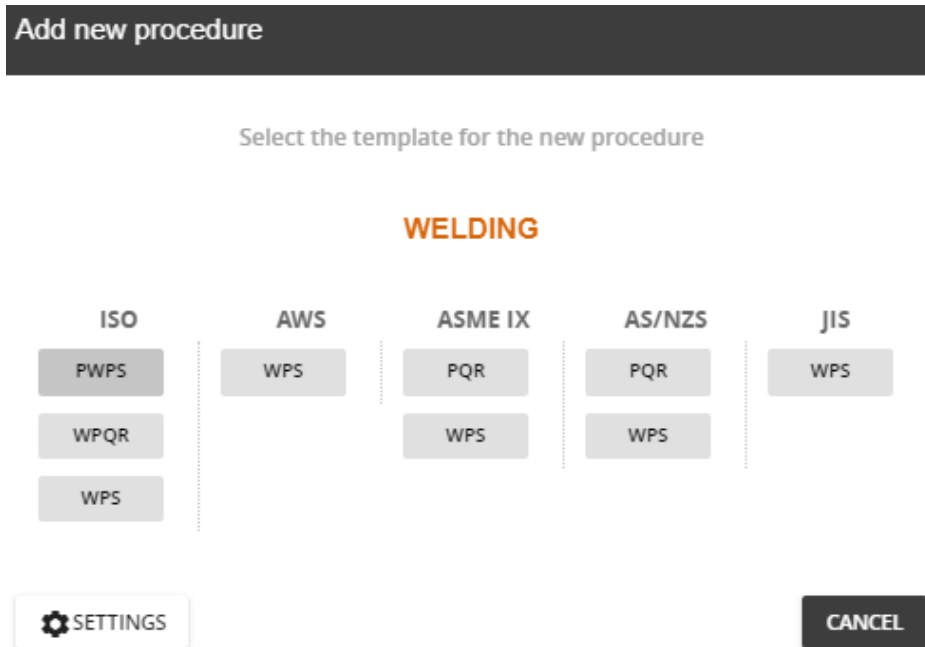 Add new procedure
Select the template for the new procedure
WELDING
ISO AWS ASME IX AS/NZS JIS
PWPS WPS PQR PQR WPS
WPQR WPS WPS
WPS
SETTINGS CANCEL